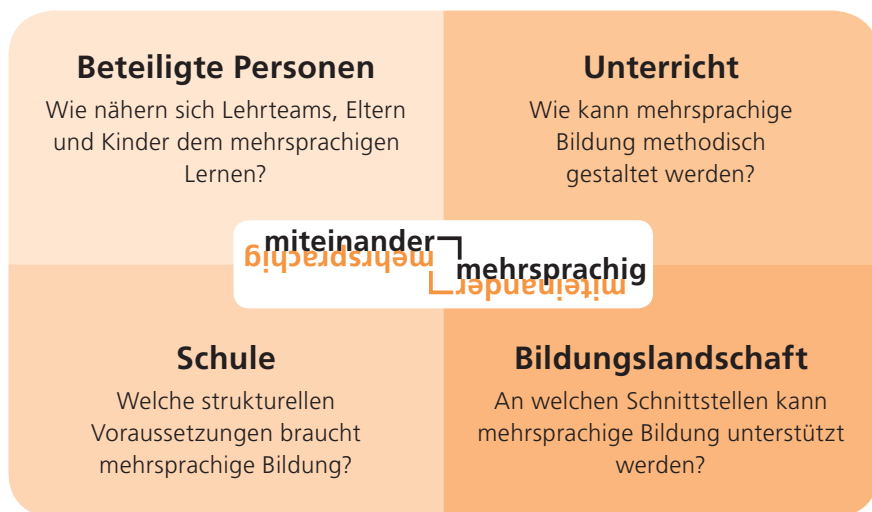 Beteiligte Personen
Wie nähern sich Lehrteams, Eltern
und Kinder dem mehrsprachigen
Lernen?
Unterricht
Wie kann mehrsprachige
Bildung methodisch
gestaltet werden?
miteinander
mehrsprachig
mehrsprachig
miteinander
Schule
Welche strukturellen
Voraussetzungen braucht
mehrsprachige Bildung?
Bildungslandschaft
An welchen Schnittstellen kann
mehrsprachige Bildung unterstützt
werden?